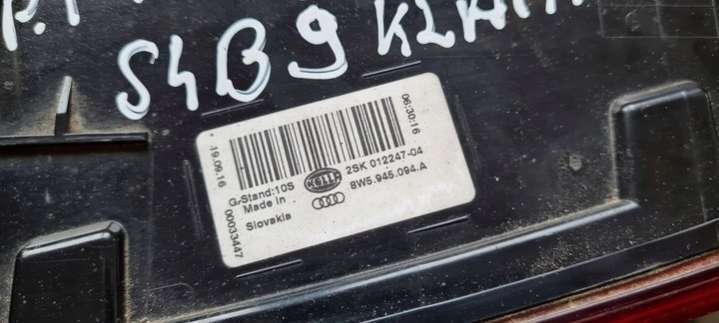 S4B9
19.09.16
06:30:16
G-Stand:10S
Made in
Slovakia
HELLA
2SK 012247-04
8W5.945.094.A
00033447